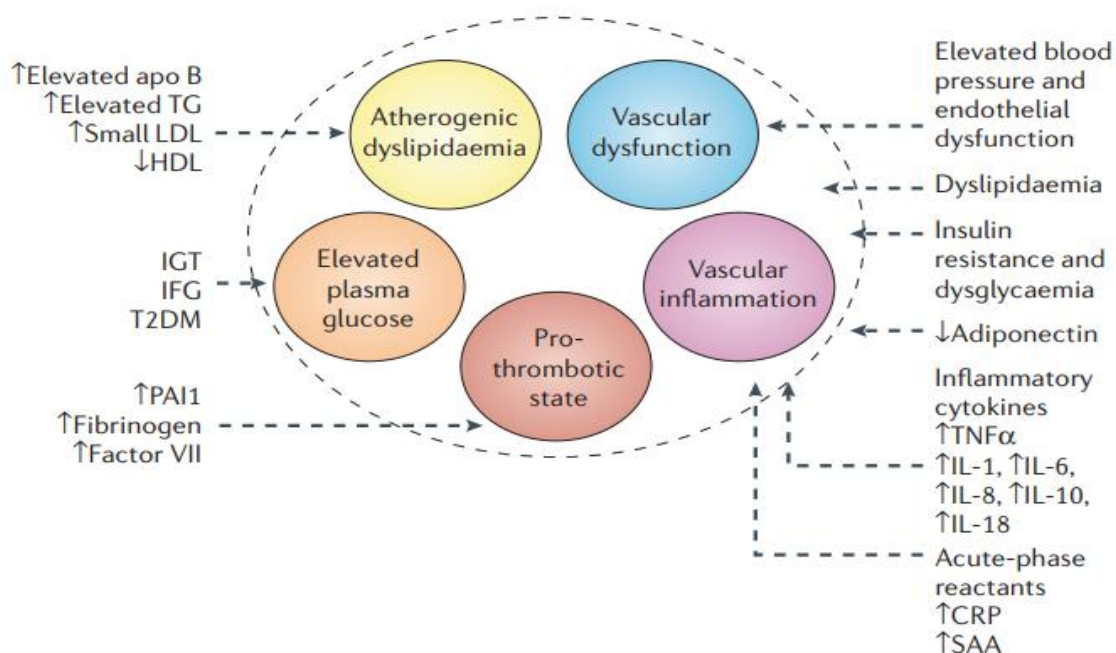 ↑Elevated apo B
↑Elevated TG
↑Small LDL
↓HDL
Atherogenic
dyslipidaemia
Vascular
dysfunction
Elevated blood
pressure and
endothelial
dysfunction
Dyslipidaemia
IGT
IFG
T2DM
Elevated
plasma
glucose
Vascular
inflammation
Insulin
resistance and
dysglycaemia
↓Adiponectin
↑PAI1
↑Fibrinogen
↑Factor VII
Pro-
thrombotic
state
Inflammatory
cytokines
↑TNFα
↑IL-1, ↑IL-6,
↑IL-8, ↑IL-10,
↑IL-18
Acute-phase
reactants
↑CRP
↑SAA